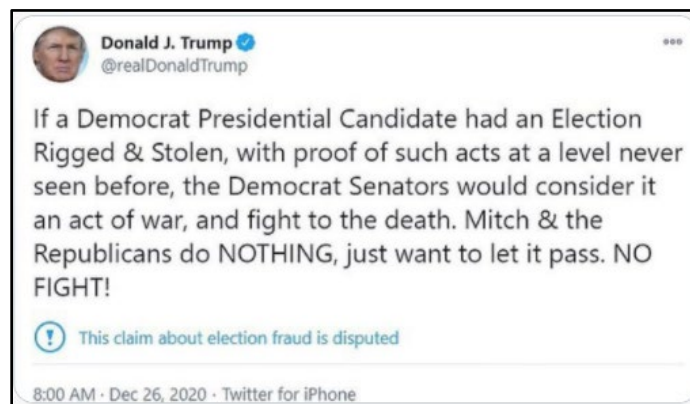 Donald J. Trump
@realDonaldTrump
If a Democrat Presidential Candidate had an Election
Rigged & Stolen, with proof of such acts at a level never
seen before, the Democrat Senators would consider it
an act of war, and fight to the death. Mitch & the
Republicans do NOTHING, just want to let it pass. NO
FIGHT!
This claim about election fraud is disputed
8:00 AM · Dec 26, 2020 · Twitter for iPhone